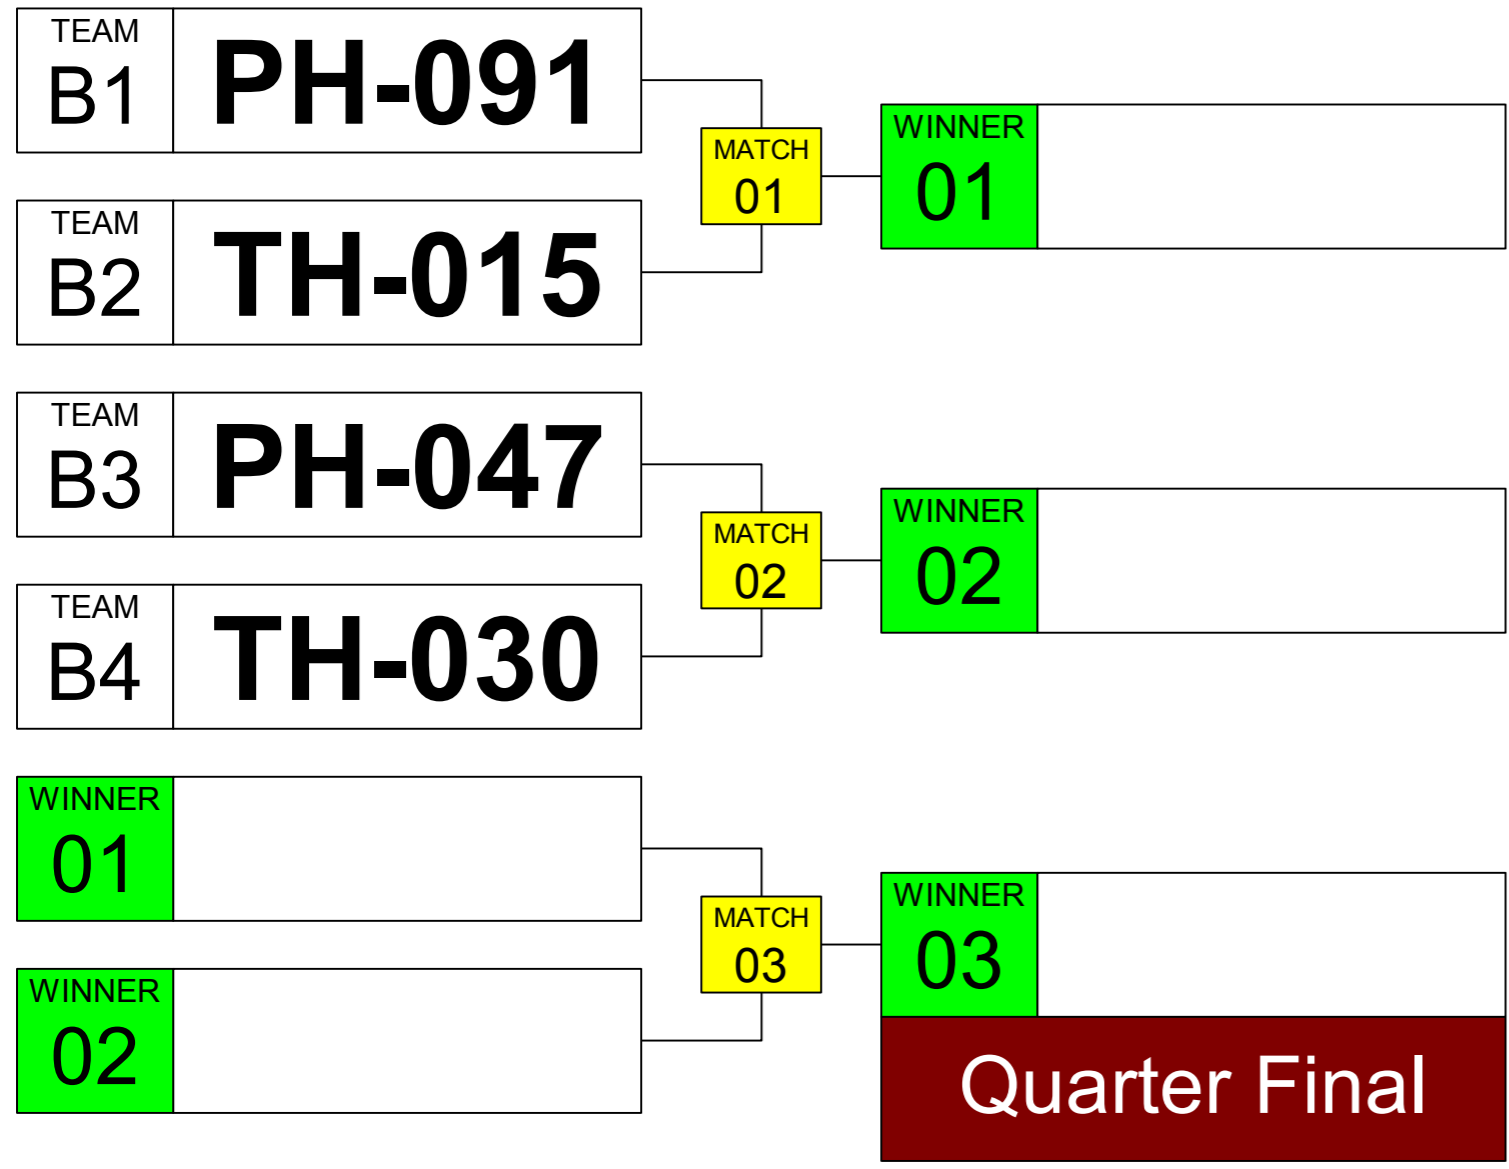 TEAM
B1
PH-091
TEAM
B2
TH-015
MATCH
01
WINNER
01
TEAM
B3
PH-047
TEAM
B4
TH-030
MATCH
02
WINNER
02
WINNER
01
WINNER
02
MATCH
03
WINNER
03
Quarter Final